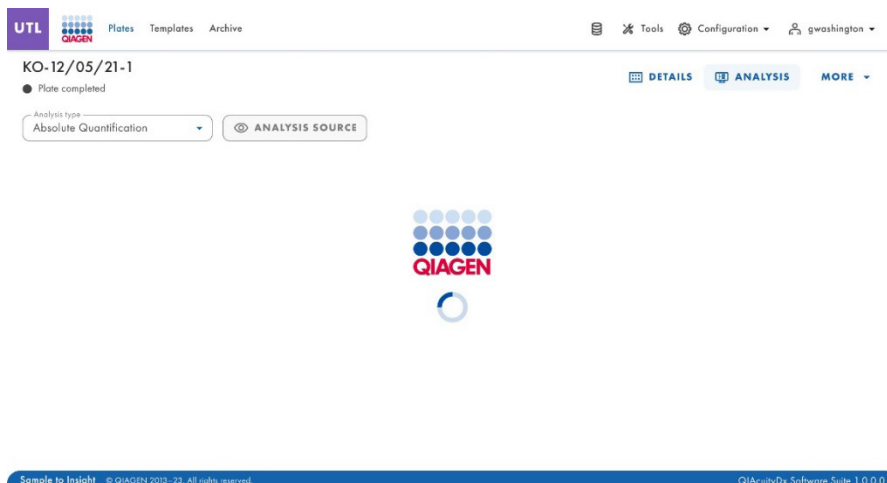 UTL QIAGEN Plates Templates Archive Tools Configuration gwashington
KO-12/05/21-1
Plate completed
DETAILS ANALYSIS MORE
Analysis type
Absolute Quantification
ANALYSIS SOURCE
QIAGEN
Sample to Insight © QIAGEN 2013–23. All rights reserved. QIAcuityDx Software Suite 1.0.0.0